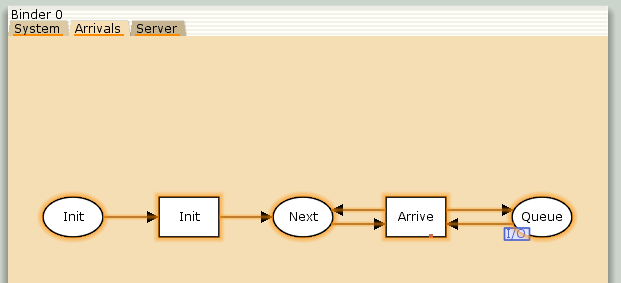 Binder 0
System Arrivals Server
Init Init Next Arrive Queue
I/O